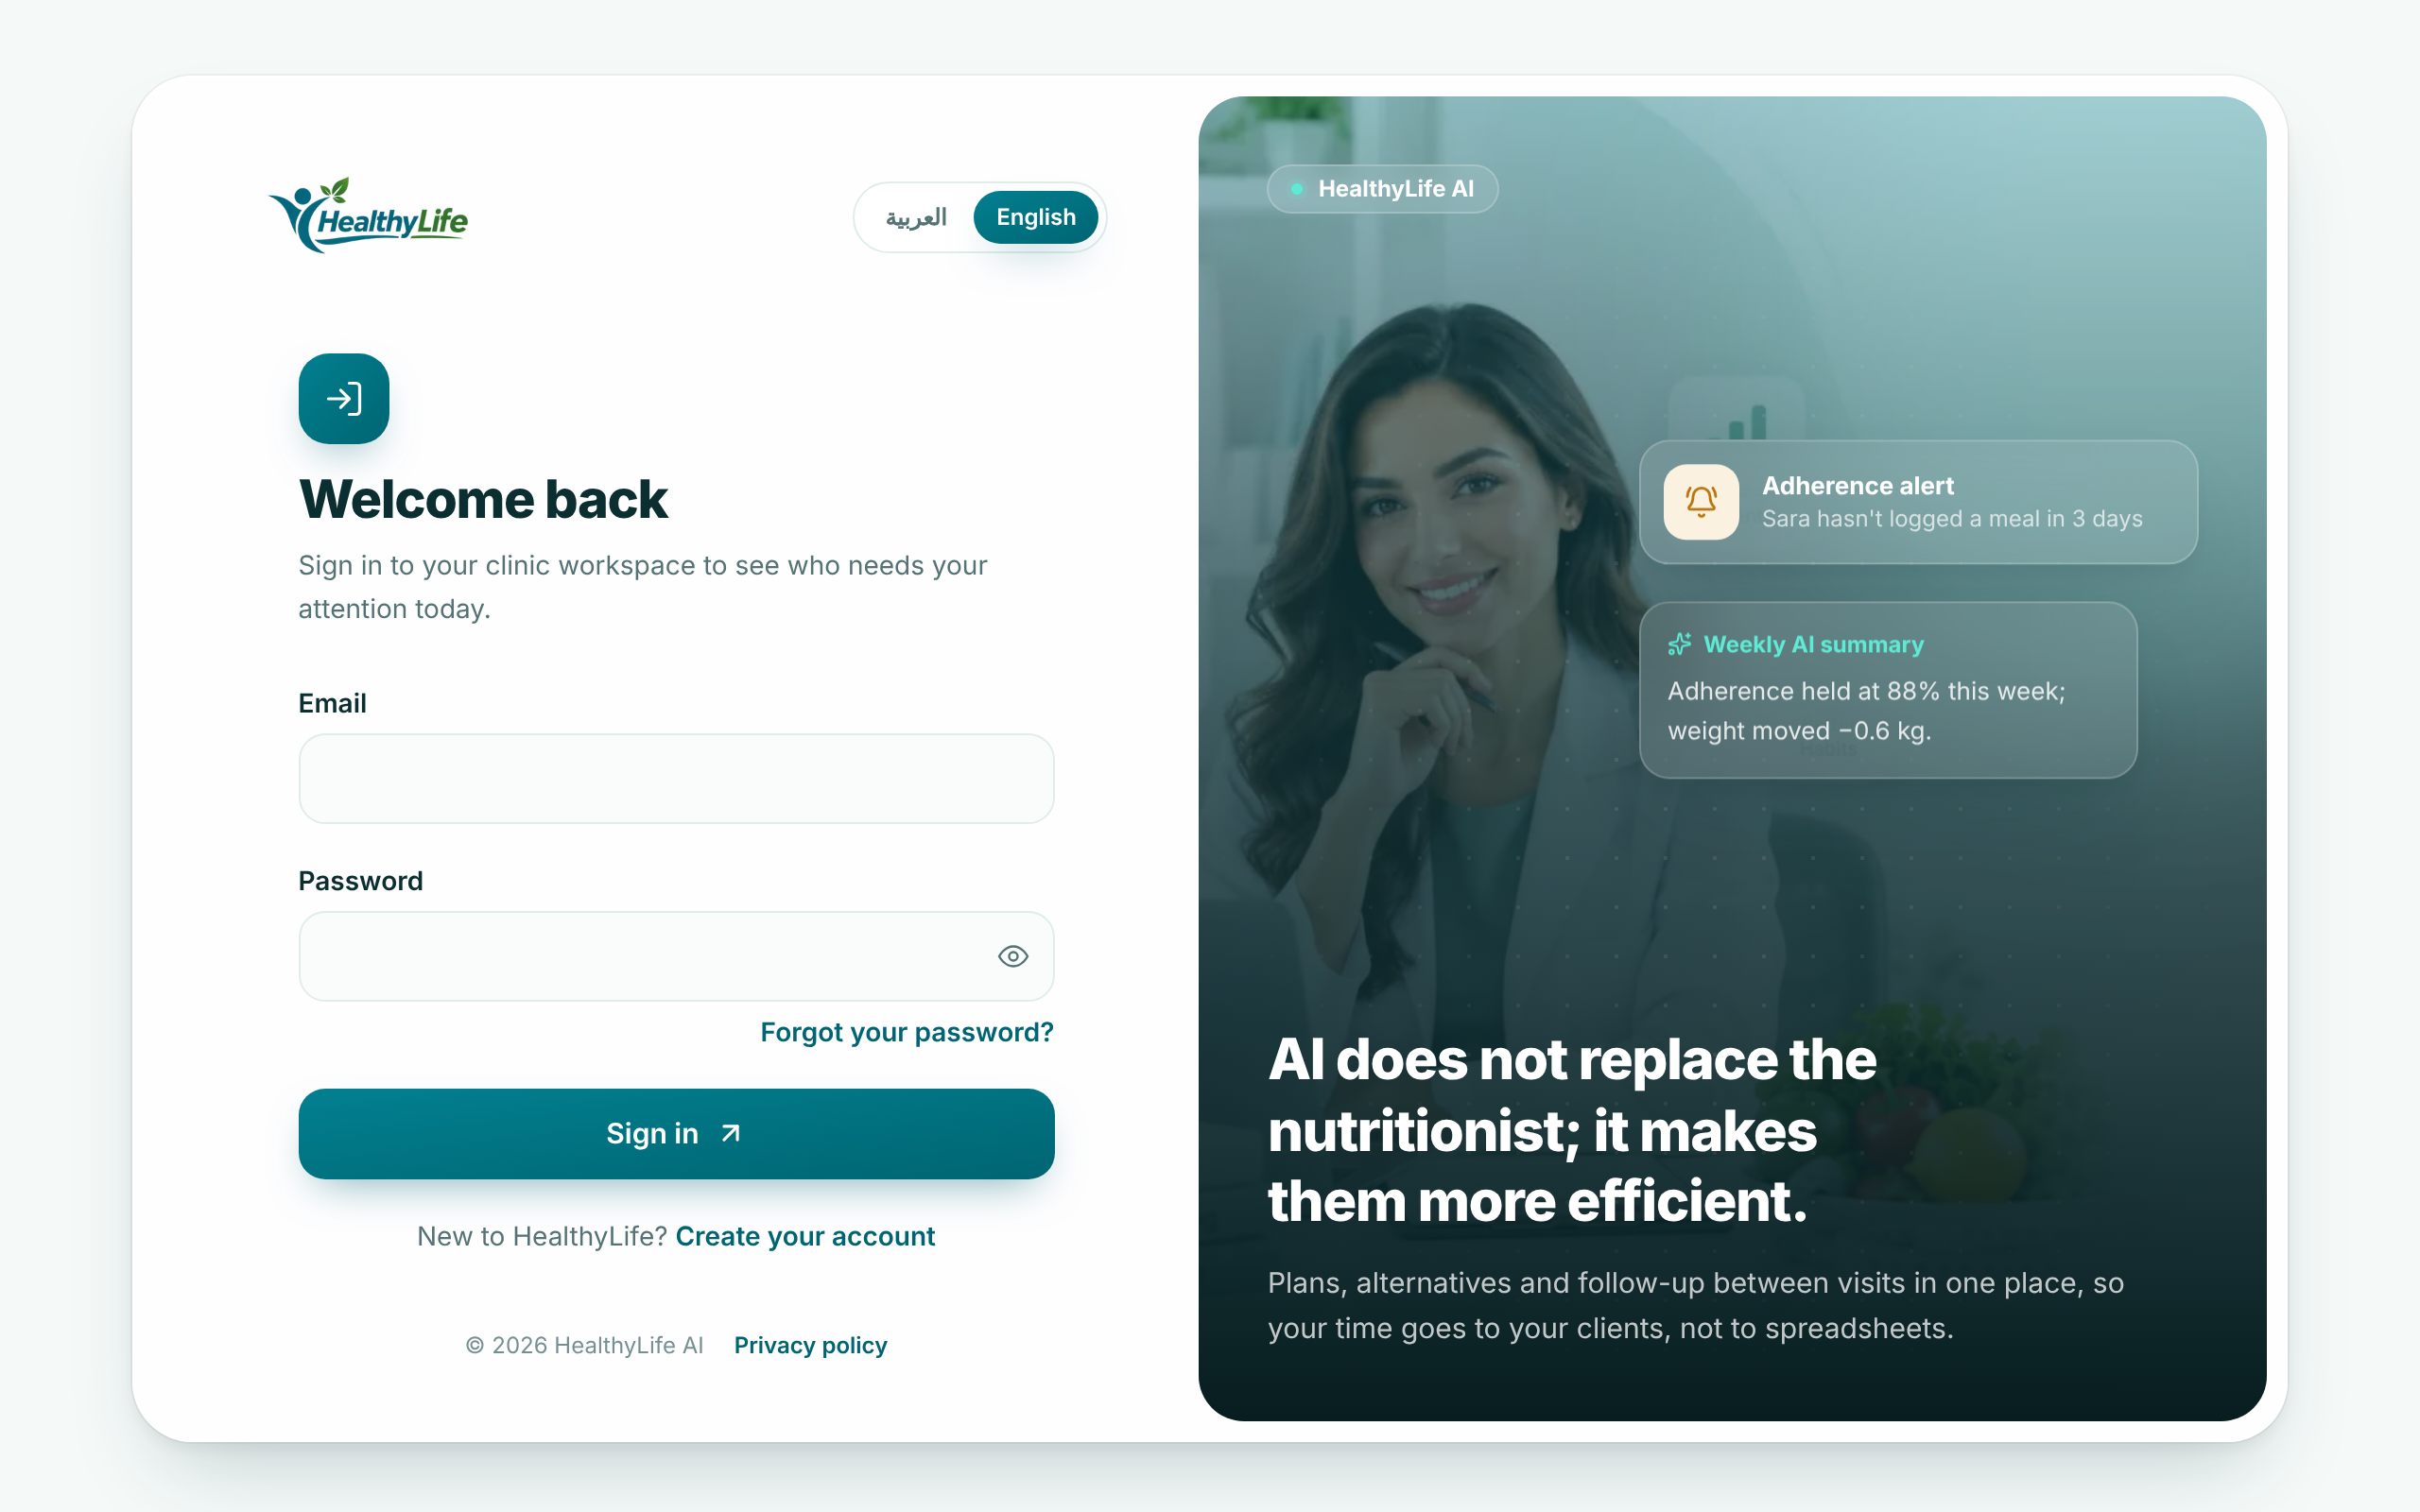 HealthyLife
العربية
English
Welcome back
Sign in to your clinic workspace to see who needs your
attention today.
Email
Password
Forgot your password?
Sign in
New to HealthyLife? Create your account
© 2026 HealthyLife AI Privacy policy
HealthyLife AI
Adherence alert
Sara hasn't logged a meal in 3 days
Weekly AI summary
Adherence held at 88% this week;
weight moved −0.6 kg.
Habits
AI does not replace the
nutritionist; it makes
them more efficient.
Plans, alternatives and follow-up between visits in one place, so
your time goes to your clients, not to spreadsheets.